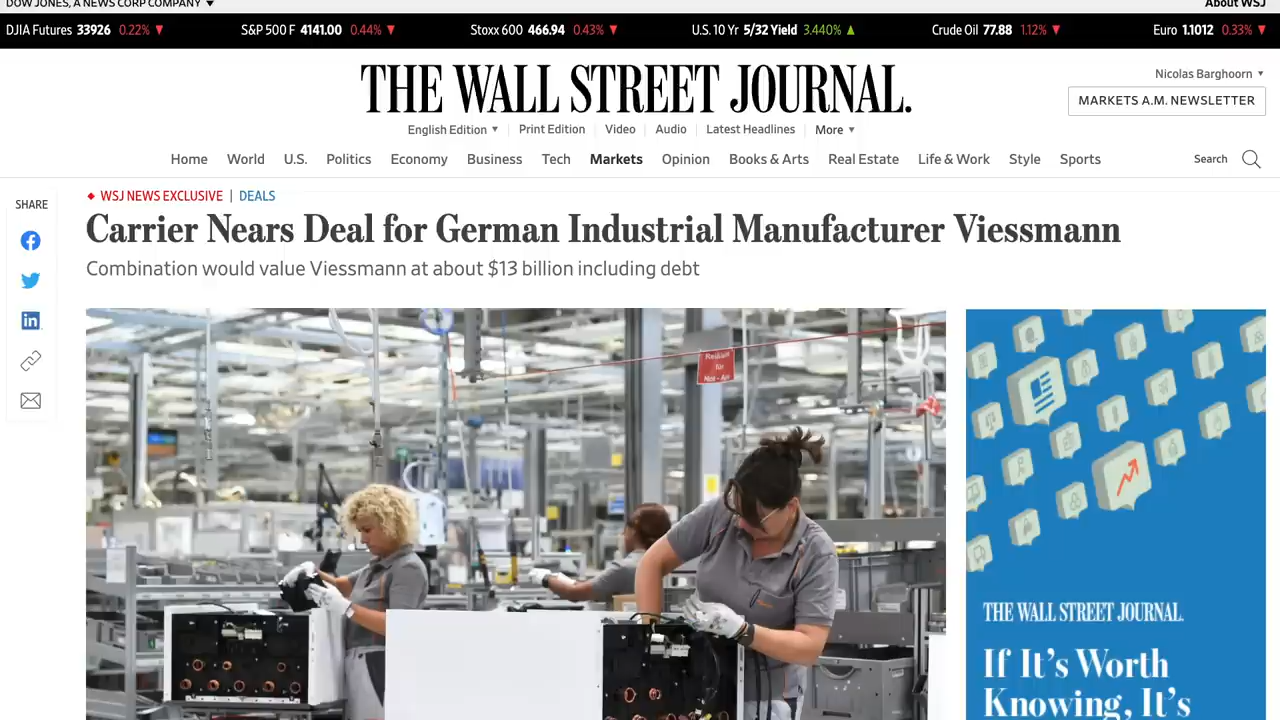 DOW JONES, A NEWS CORP COMPANY
About WSJ
DJIA Futures 33926 0.22%
S&P 500 F 4141.00 0.44%
Stoxx 600 466.94 0.43%
U.S. 10 Yr 5/32 Yield 3.440%
Crude Oil 77.88 1.12%
Euro 1.1012 0.33%
THE WALL STREET JOURNAL.
Nicolas Barghoorn
MARKETS A.M. NEWSLETTER
English Edition
Print Edition
Video
Audio
Latest Headlines
More
Home World U.S. Politics Economy Business Tech Markets Opinion Books & Arts Real Estate Life & Work Style Sports
Search
SHARE
WSJ NEWS EXCLUSIVE | DEALS
Carrier Nears Deal for German Industrial Manufacturer Viessmann
Combination would value Viessmann at about $13 billion including debt
für
THE WALL STREET JOURNAL.
If It's Worth
Knowing, It's